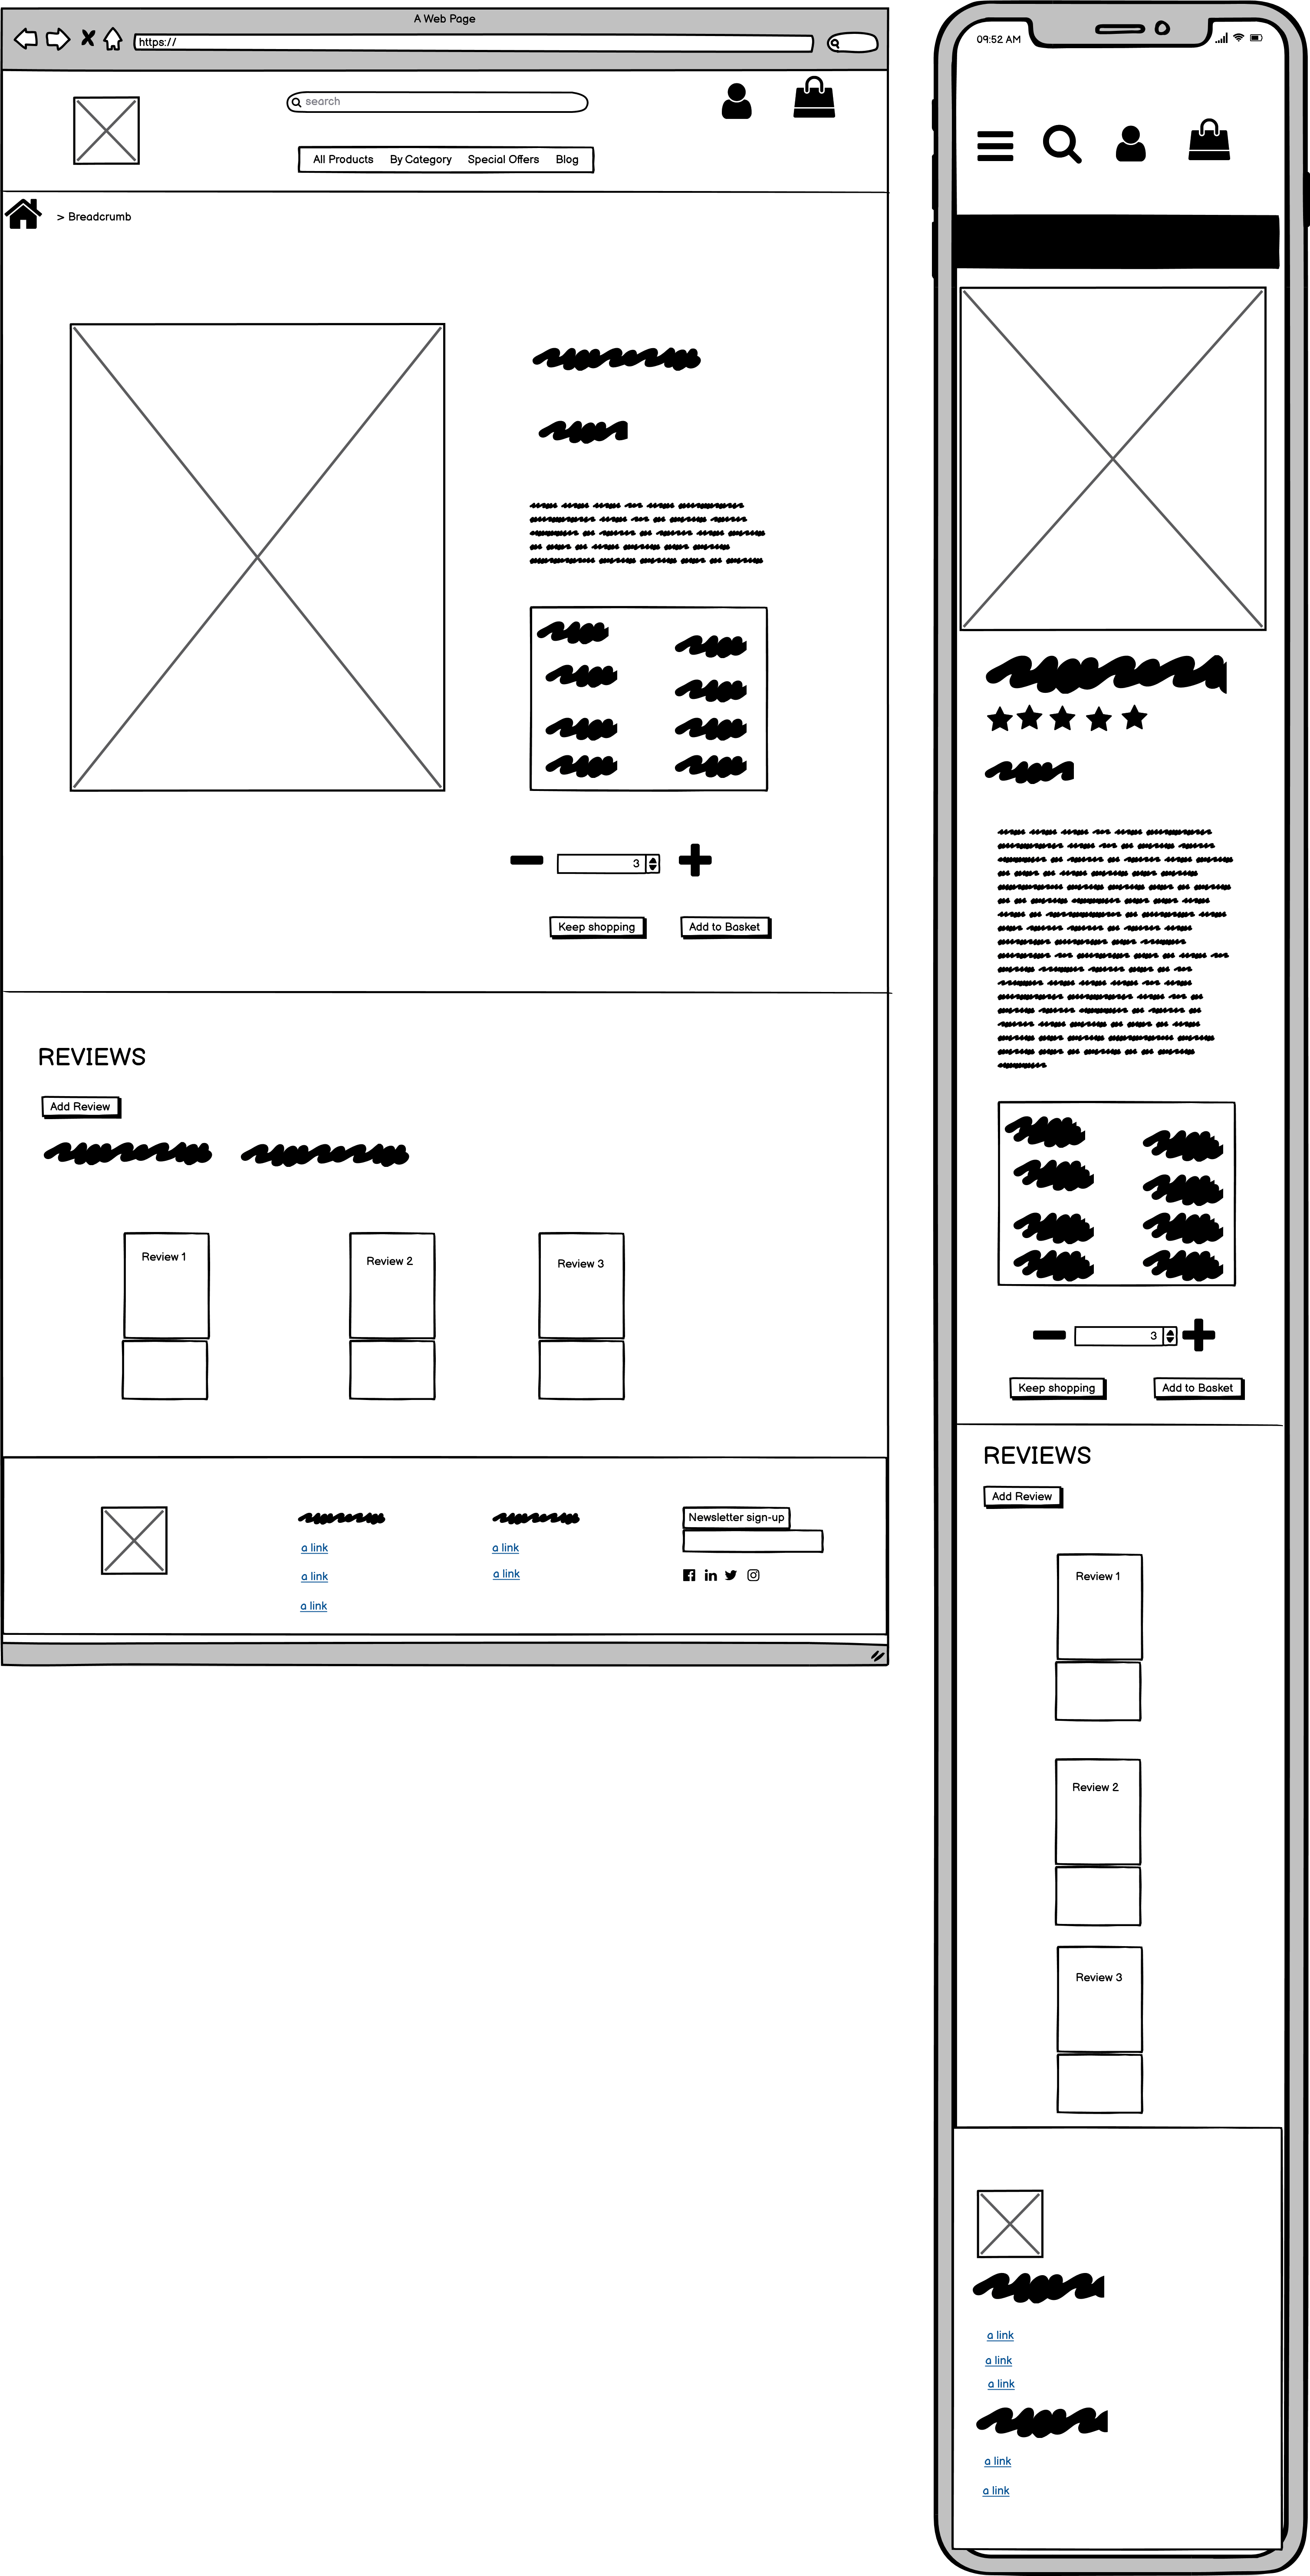 A Web Page
https://
search
All Products By Category Special Offers Blog
> Breadcrumb
3
Keep shopping Add to Basket
REVIEWS
Add Review
Review 1 Review 2 Review 3
Newsletter sign-up
a link a link
a link a link
a link
09:52 AM
3
Keep shopping Add to Basket
REVIEWS
Add Review
Review 1
Review 2
Review 3
a link
a link
a link
a link
a link